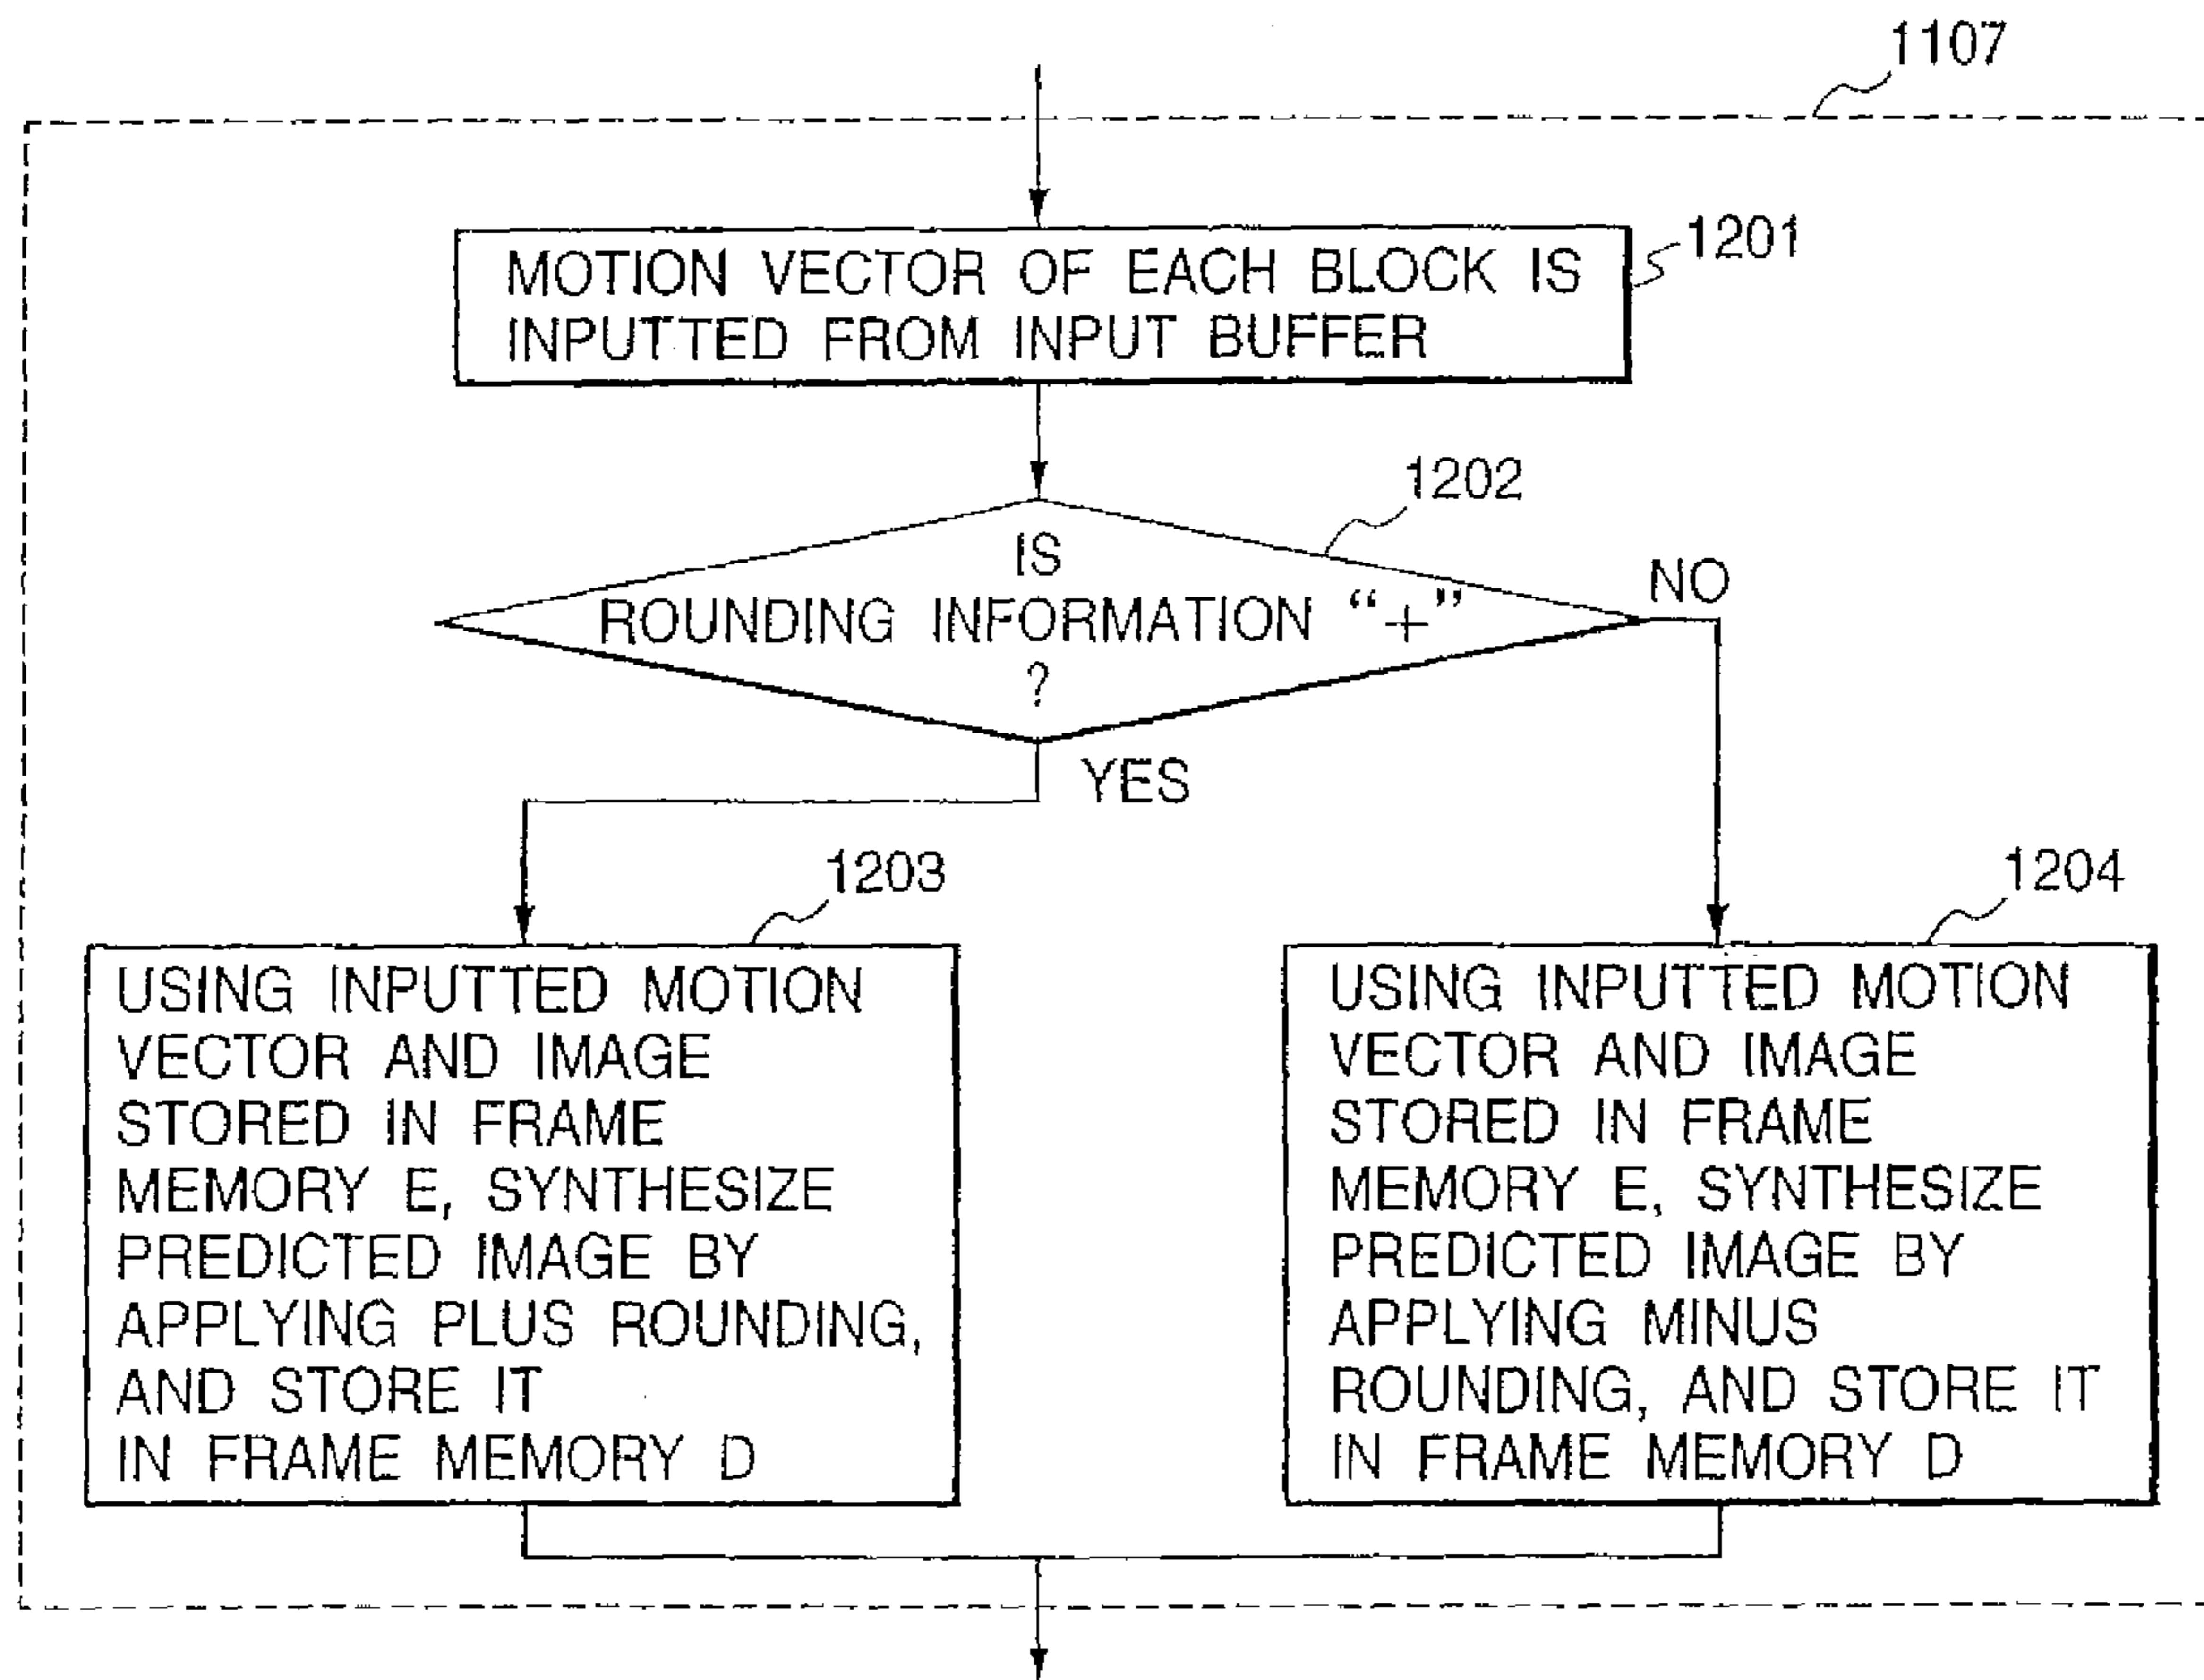 1107
MOTION VECTOR OF EACH BLOCK IS
INPUTTED FROM INPUT BUFFER
1201
1202
IS
ROUNDING INFORMATION “+”
?
NO
YES
1203
USING INPUTTED MOTION
VECTOR AND IMAGE
STORED IN FRAME
MEMORY E, SYNTHESIZE
PREDICTED IMAGE BY
APPLYING PLUS ROUNDING,
AND STORE IT
IN FRAME MEMORY D
1204
USING INPUTTED MOTION
VECTOR AND IMAGE
STORED IN FRAME
MEMORY E, SYNTHESIZE
PREDICTED IMAGE BY
APPLYING MINUS
ROUNDING, AND STORE IT
IN FRAME MEMORY D